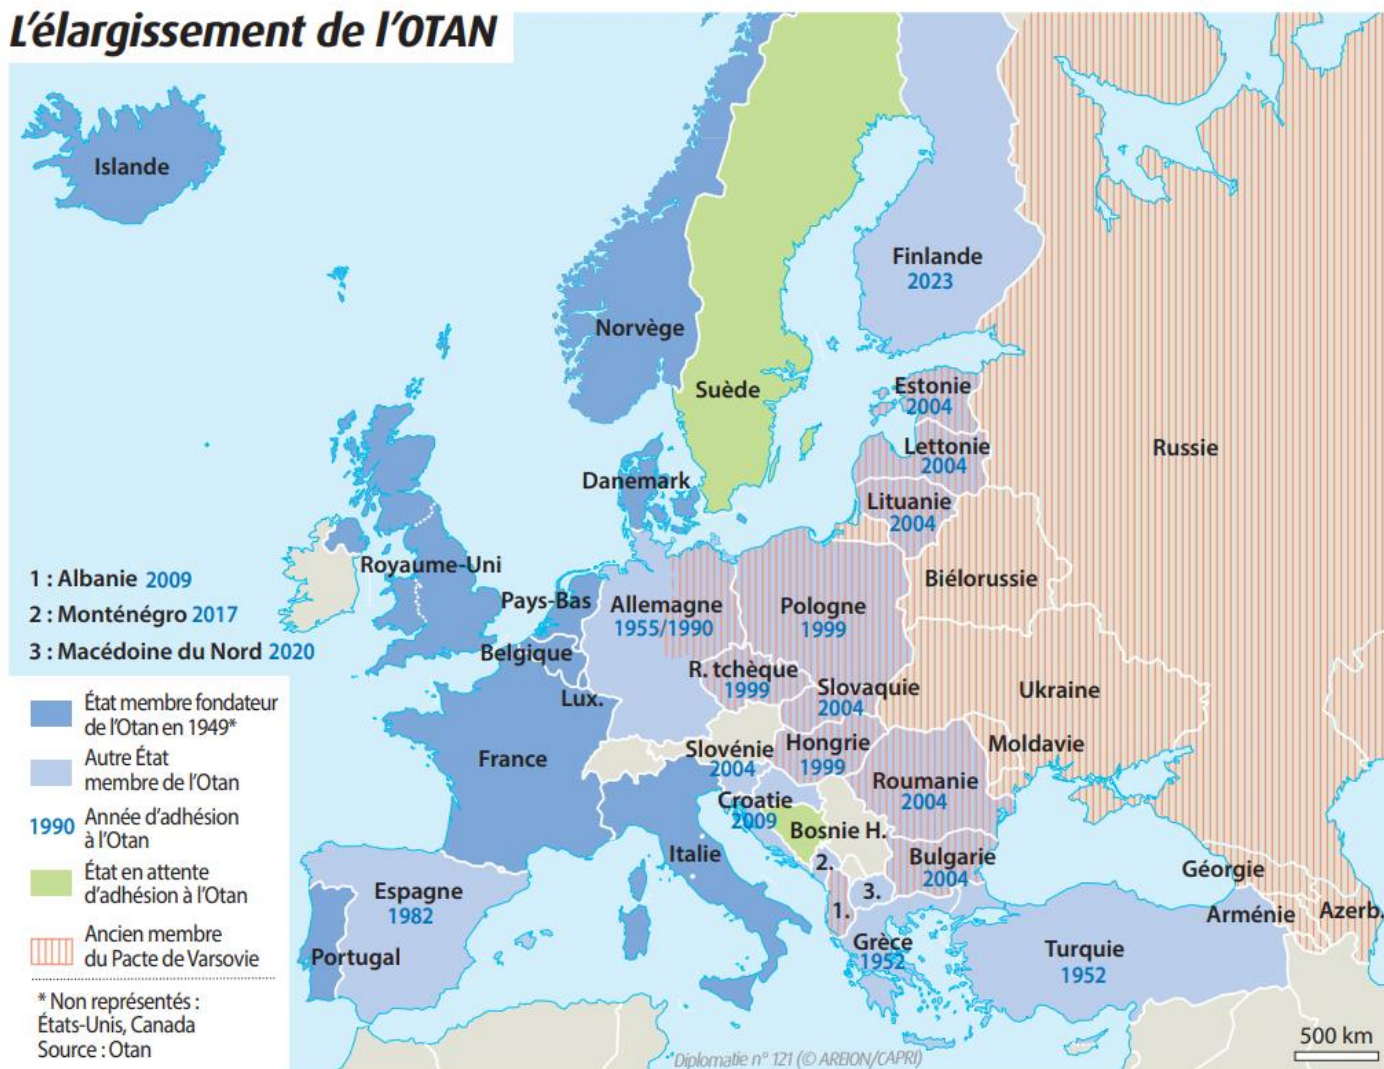 L'élargissement de l'OTAN
Islande
Finlande
2023
Norvège
Suède
Estonie
2004
Lettonie
2004
Russie
Danemark
Lituanie
2004
Royaume-Uni
Biélorussie
1 : Albanie 2009
2 : Monténégro 2017
3 : Macédoine du Nord 2020
Pays-Bas
Allemagne
1955/1990
Pologne
1999
Belgique
R. tchèque
1999
Slovaquie
2004
Ukraine
Lux.
France
Slovénie
2004
Hongrie
1999
Moldavie
Roumanie
2004
Croatie
2009
Bosnie H.
Italie
2.
Bulgarie
2004
Géorgie
3.
1.
Espagne
1982
Arménie
Azerb.
Portugal
Grèce
1952
Turquie
1952
État membre fondateur
de l'Otan en 1949*
Autre État
membre de l'Otan
1990 Année d'adhésion
à l'Otan
État en attente
d'adhésion à l'Otan
Ancien membre
du Pacte de Varsovie
* Non représentés :
États-Unis, Canada
Source : Otan
500 km
Diplomatie n° 121 (© AREION/CAPRI)